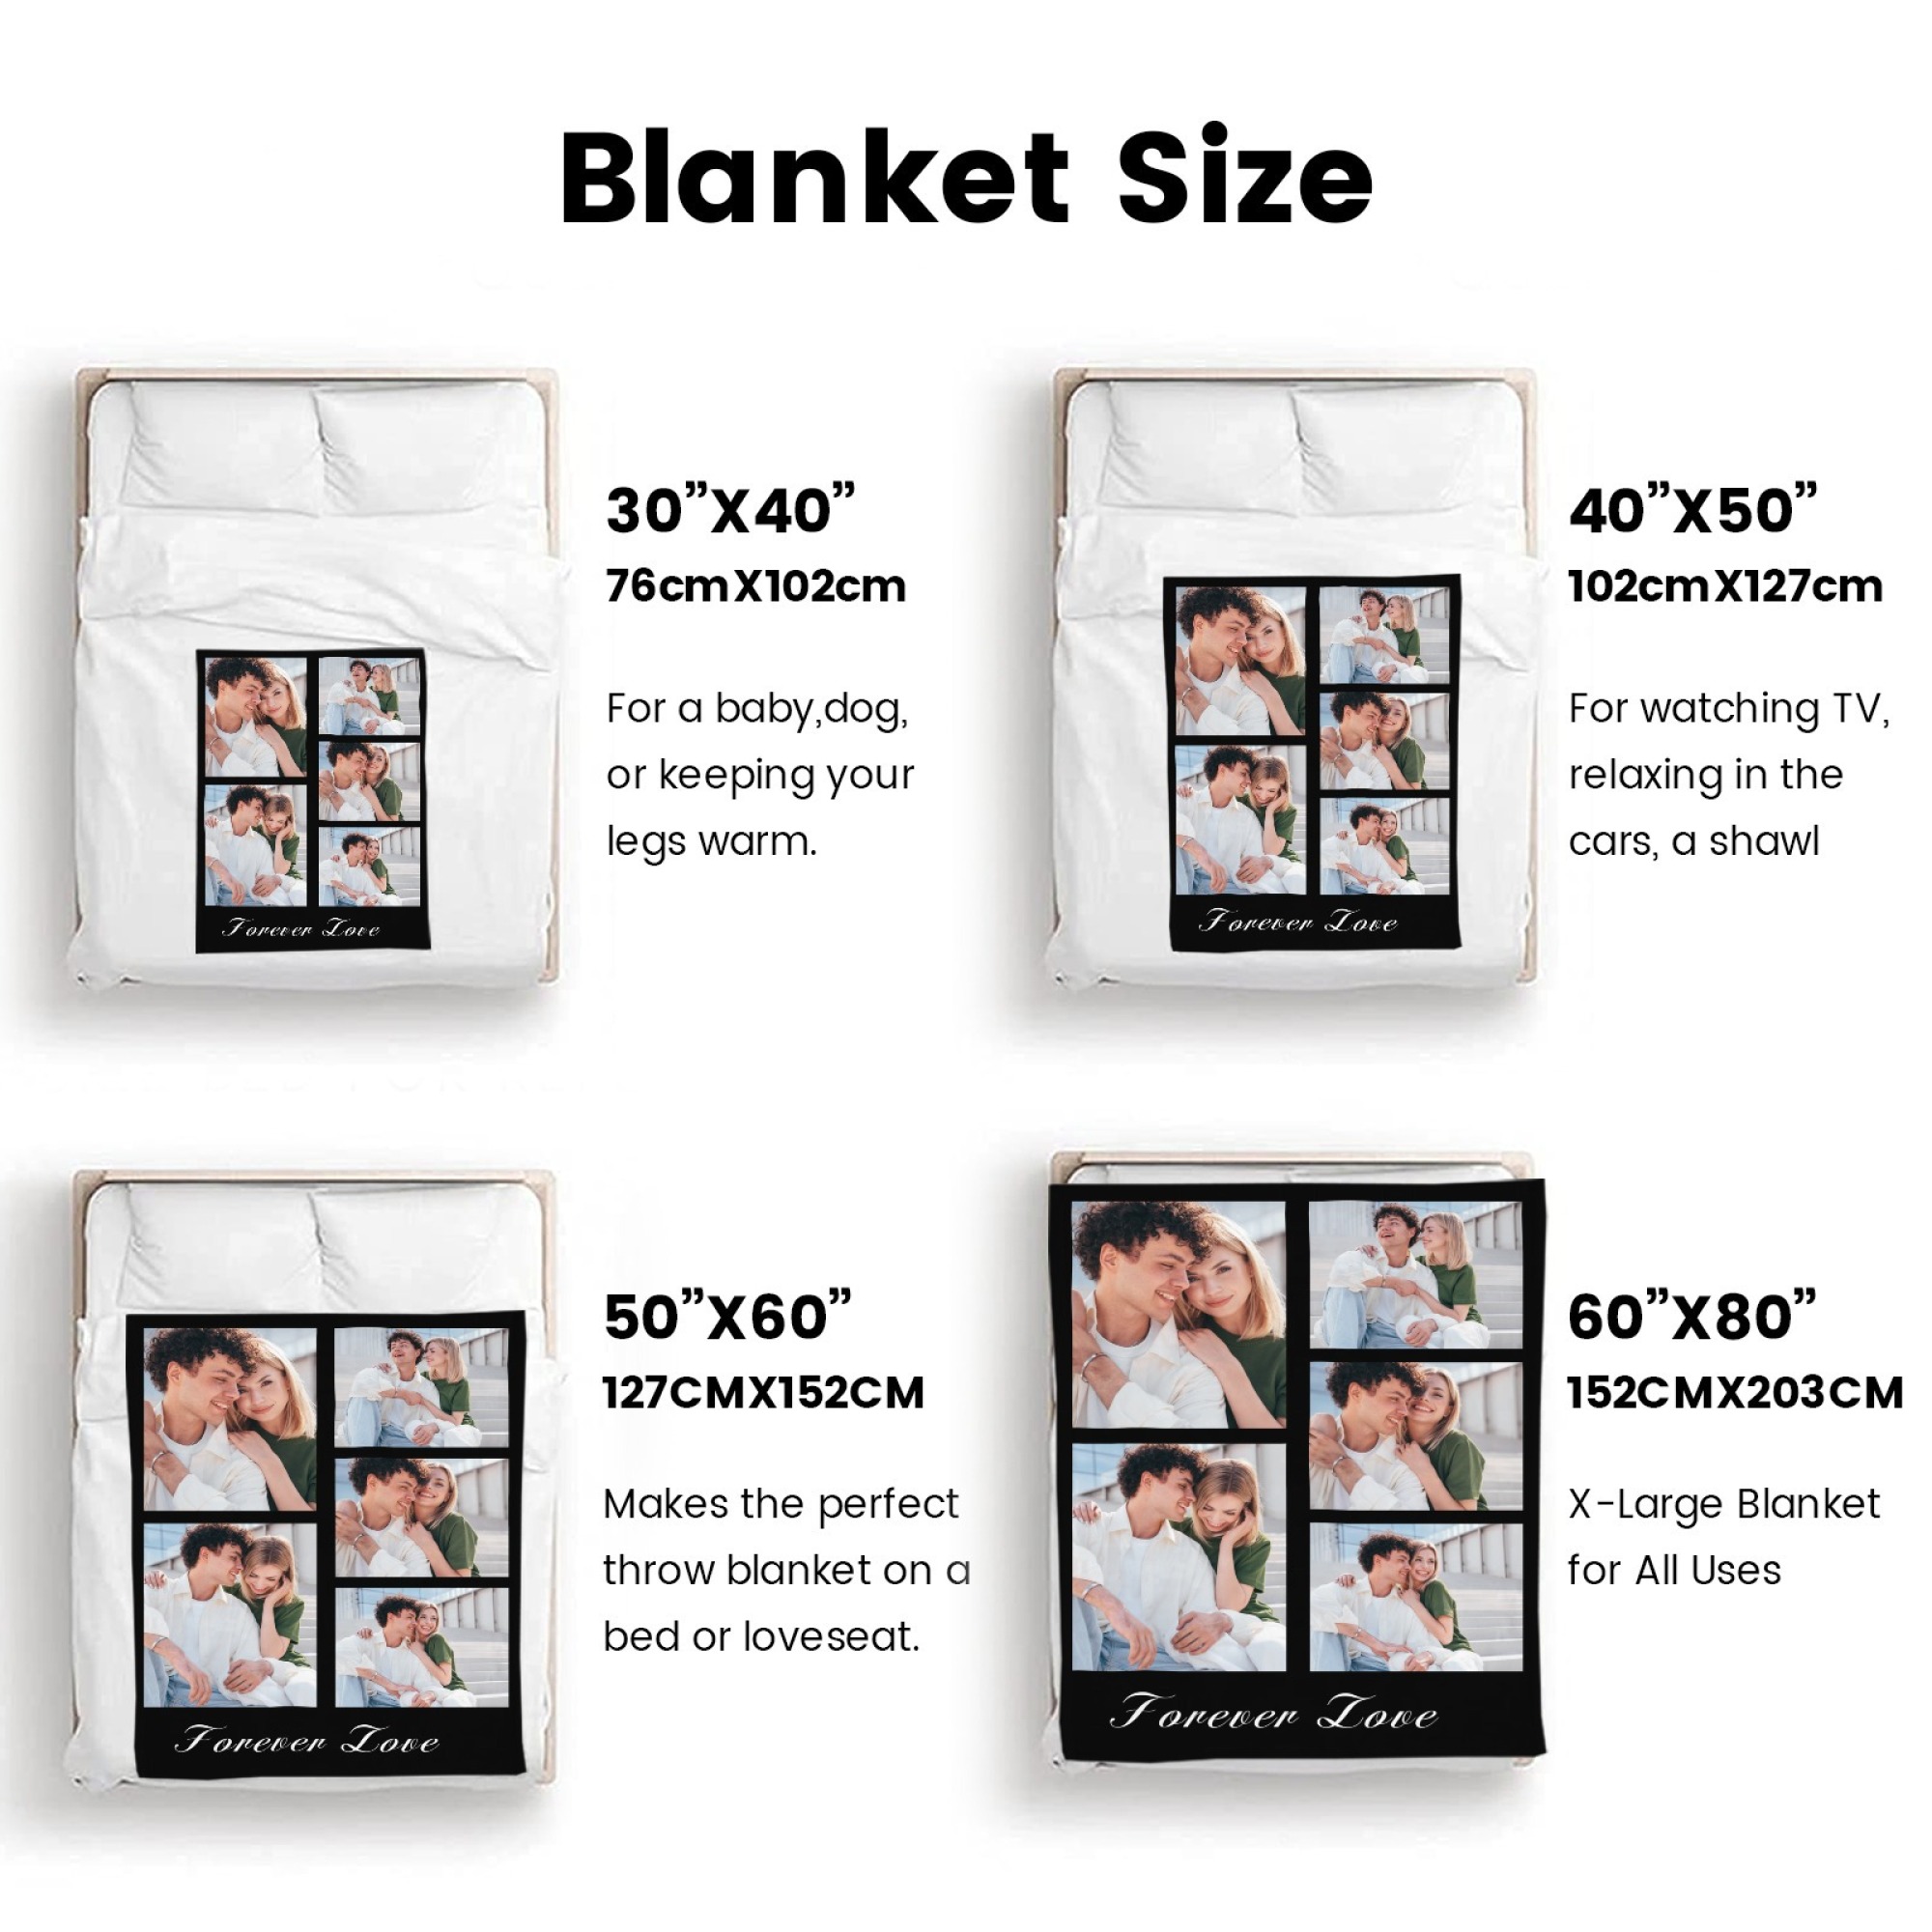 Blanket Size
30”X40”
76cmX102cm
For a baby,dog,
or keeping your
legs warm.
Forever Love
40”X50”
102cmX127cm
For watching TV,
relaxing in the
cars, a shawl
Forever Love
50”X60”
127CMX152CM
Makes the perfect
throw blanket on a
bed or loveseat.
Forever Love
60”X80”
152CMX203CM
X-Large Blanket
for All Uses
Forever Love